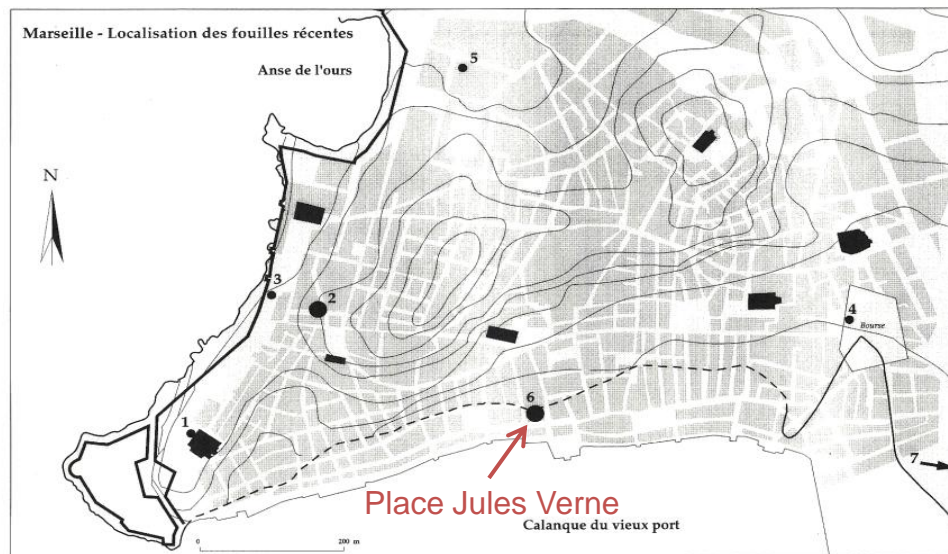 Marseille - Localisation des fouilles récentes
Anse de l'ours
5
N
3
2
4
Bourse
6
1
7
Place Jules Verne
Calanque du vieux port
0
200 m